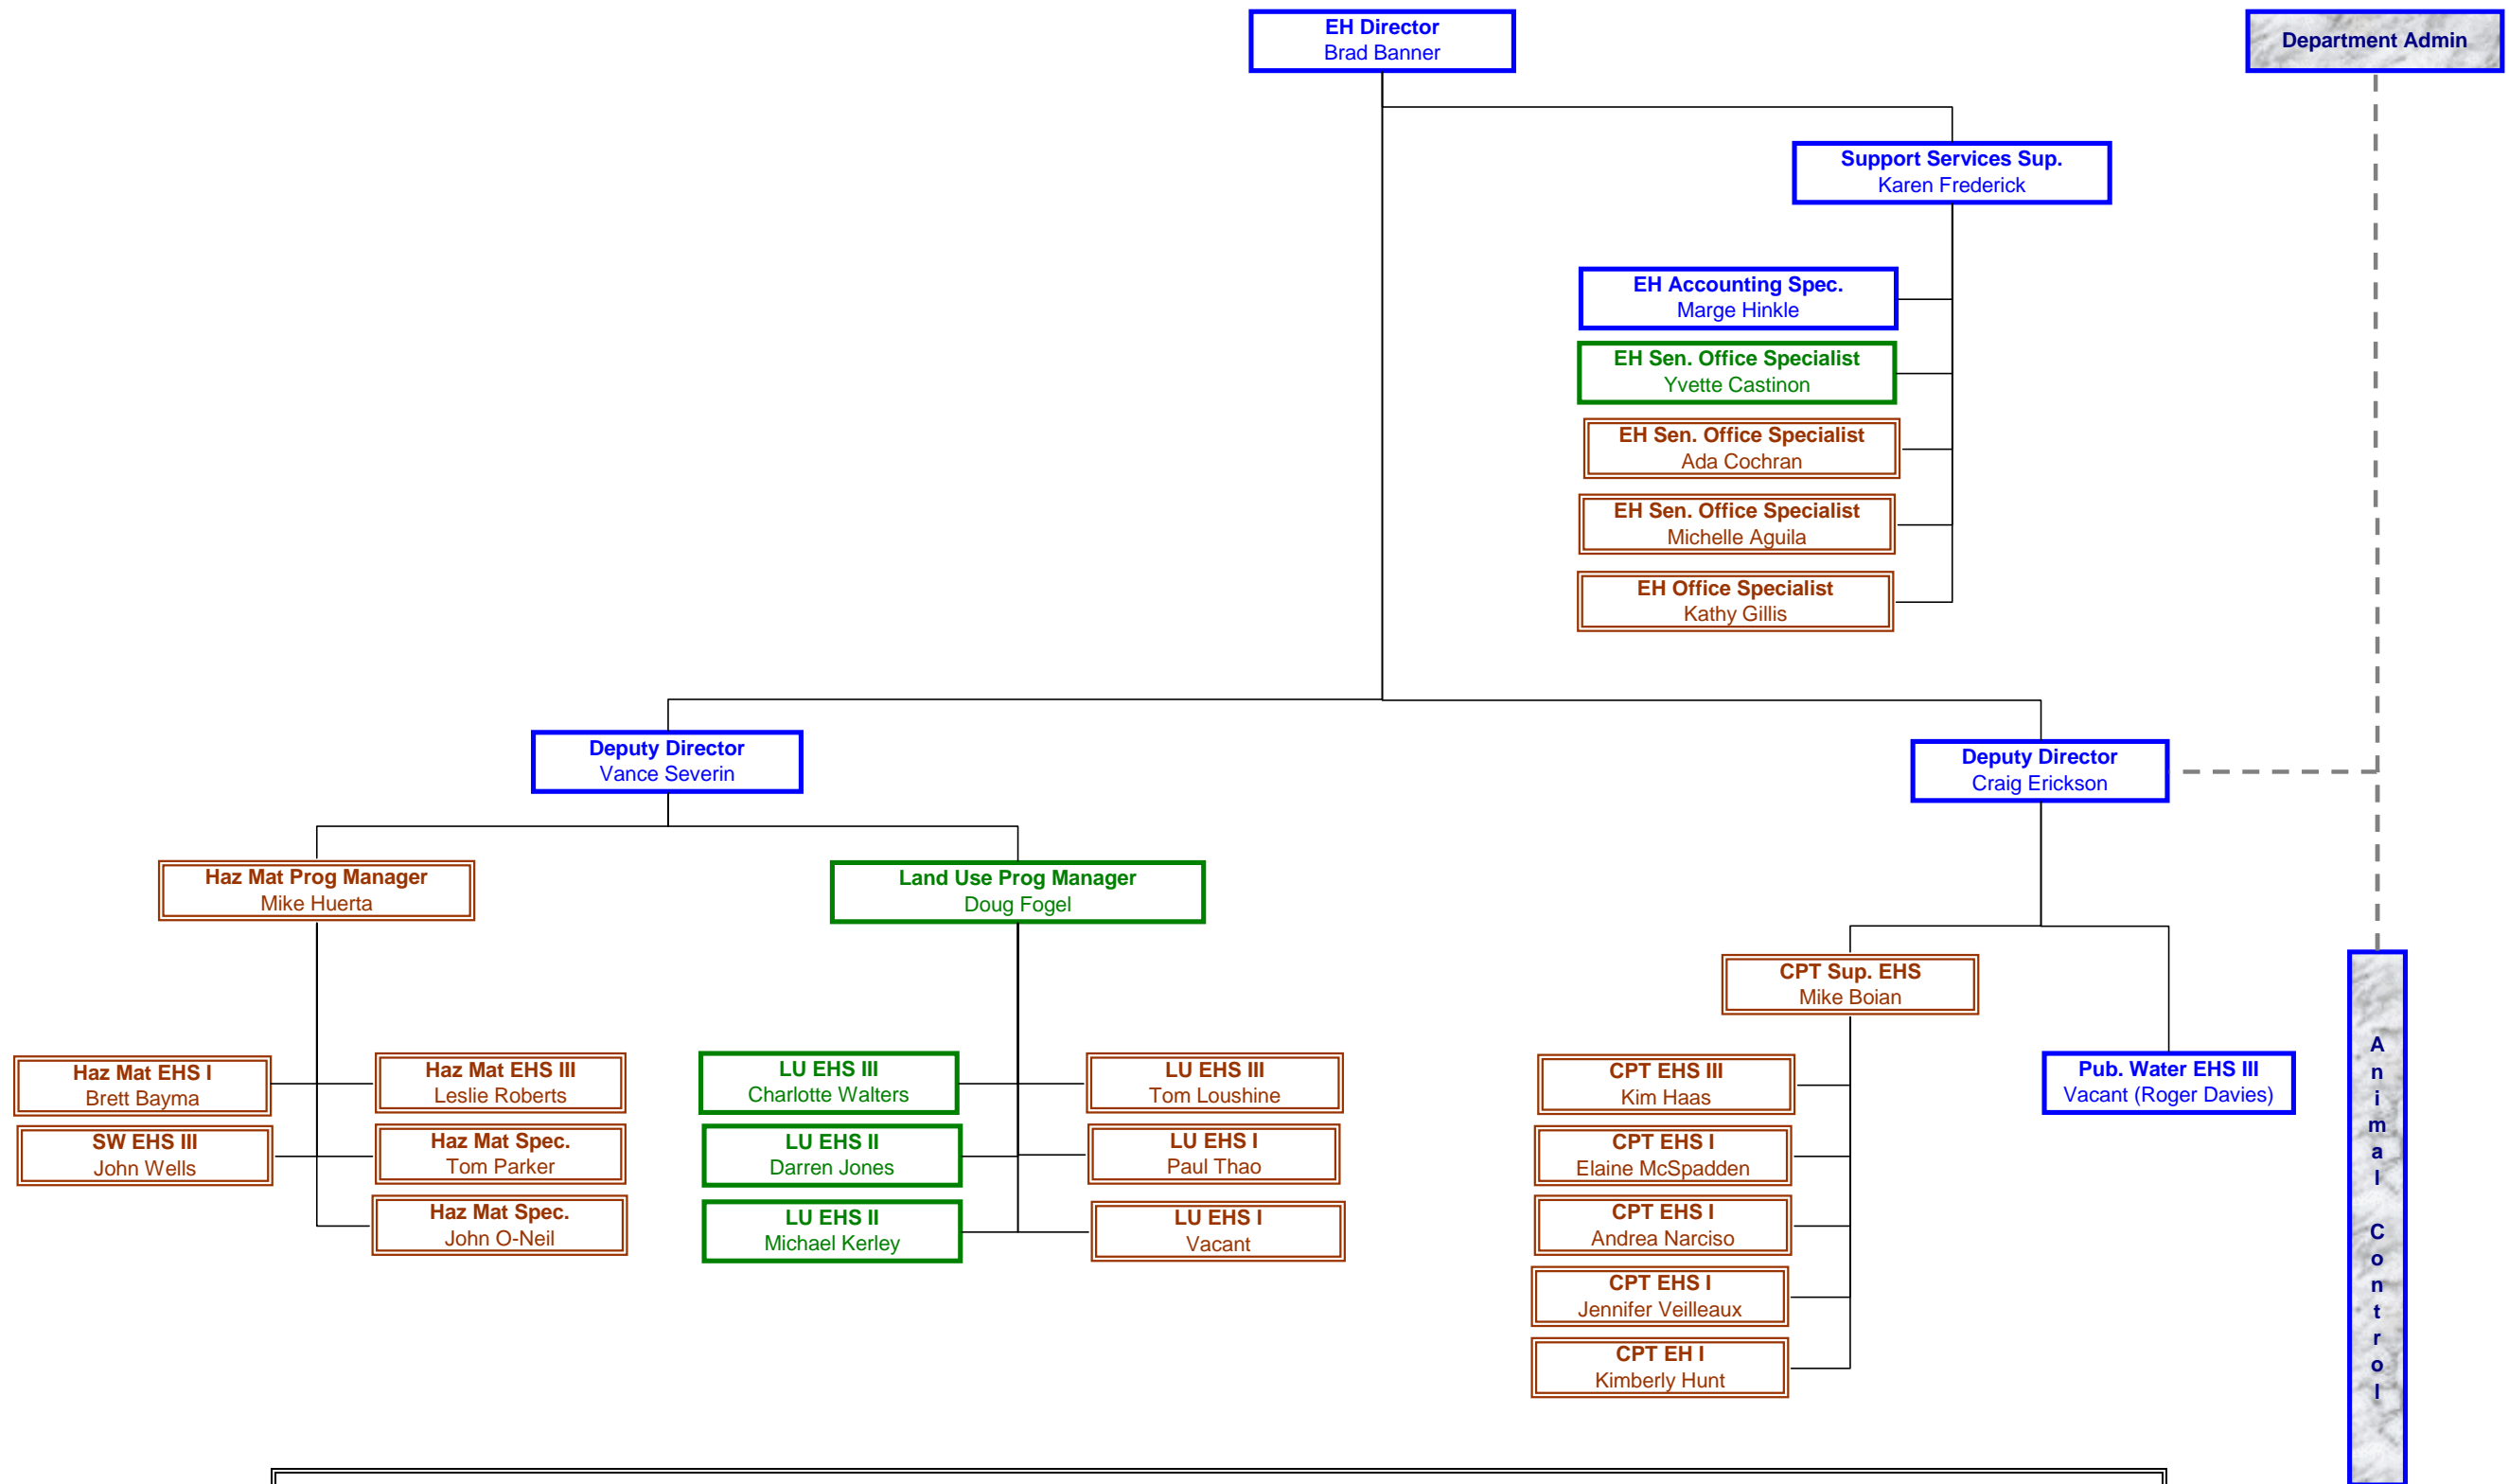 EH Director
Brad Banner
Department Admin
Support Services Sup.
Karen Frederick
EH Accounting Spec.
Marge Hinkle
EH Sen. Office Specialist
Yvette Castinon
EH Sen. Office Specialist
Ada Cochran
EH Sen. Office Specialist
Michelle Aguila
EH Office Specialist
Kathy Gillis
Deputy Director
Vance Severin
Deputy Director
Craig Erickson
Haz Mat Prog Manager
Mike Huerta
Land Use Prog Manager
Doug Fogel
CPT Sup. EHS
Mike Boian
Haz Mat EHS I
Brett Bayma
Haz Mat EHS III
Leslie Roberts
SW EHS III
John Wells
Haz Mat Spec.
Tom Parker
Haz Mat Spec.
John O-Neil
LU EHS III
Charlotte Walters
LU EHS III
Tom Loushine
LU EHS II
Darren Jones
LU EHS I
Paul Thao
LU EHS II
Michael Kerley
LU EHS I
Vacant
CPT EHS III
Kim Haas
CPT EHS I
Elaine McSpadden
CPT EHS I
Andrea Narciso
CPT EHS I
Jennifer Veilleaux
CPT EH I
Kimberly Hunt
Pub. Water EHS III
Vacant (Roger Davies)
Animal Control